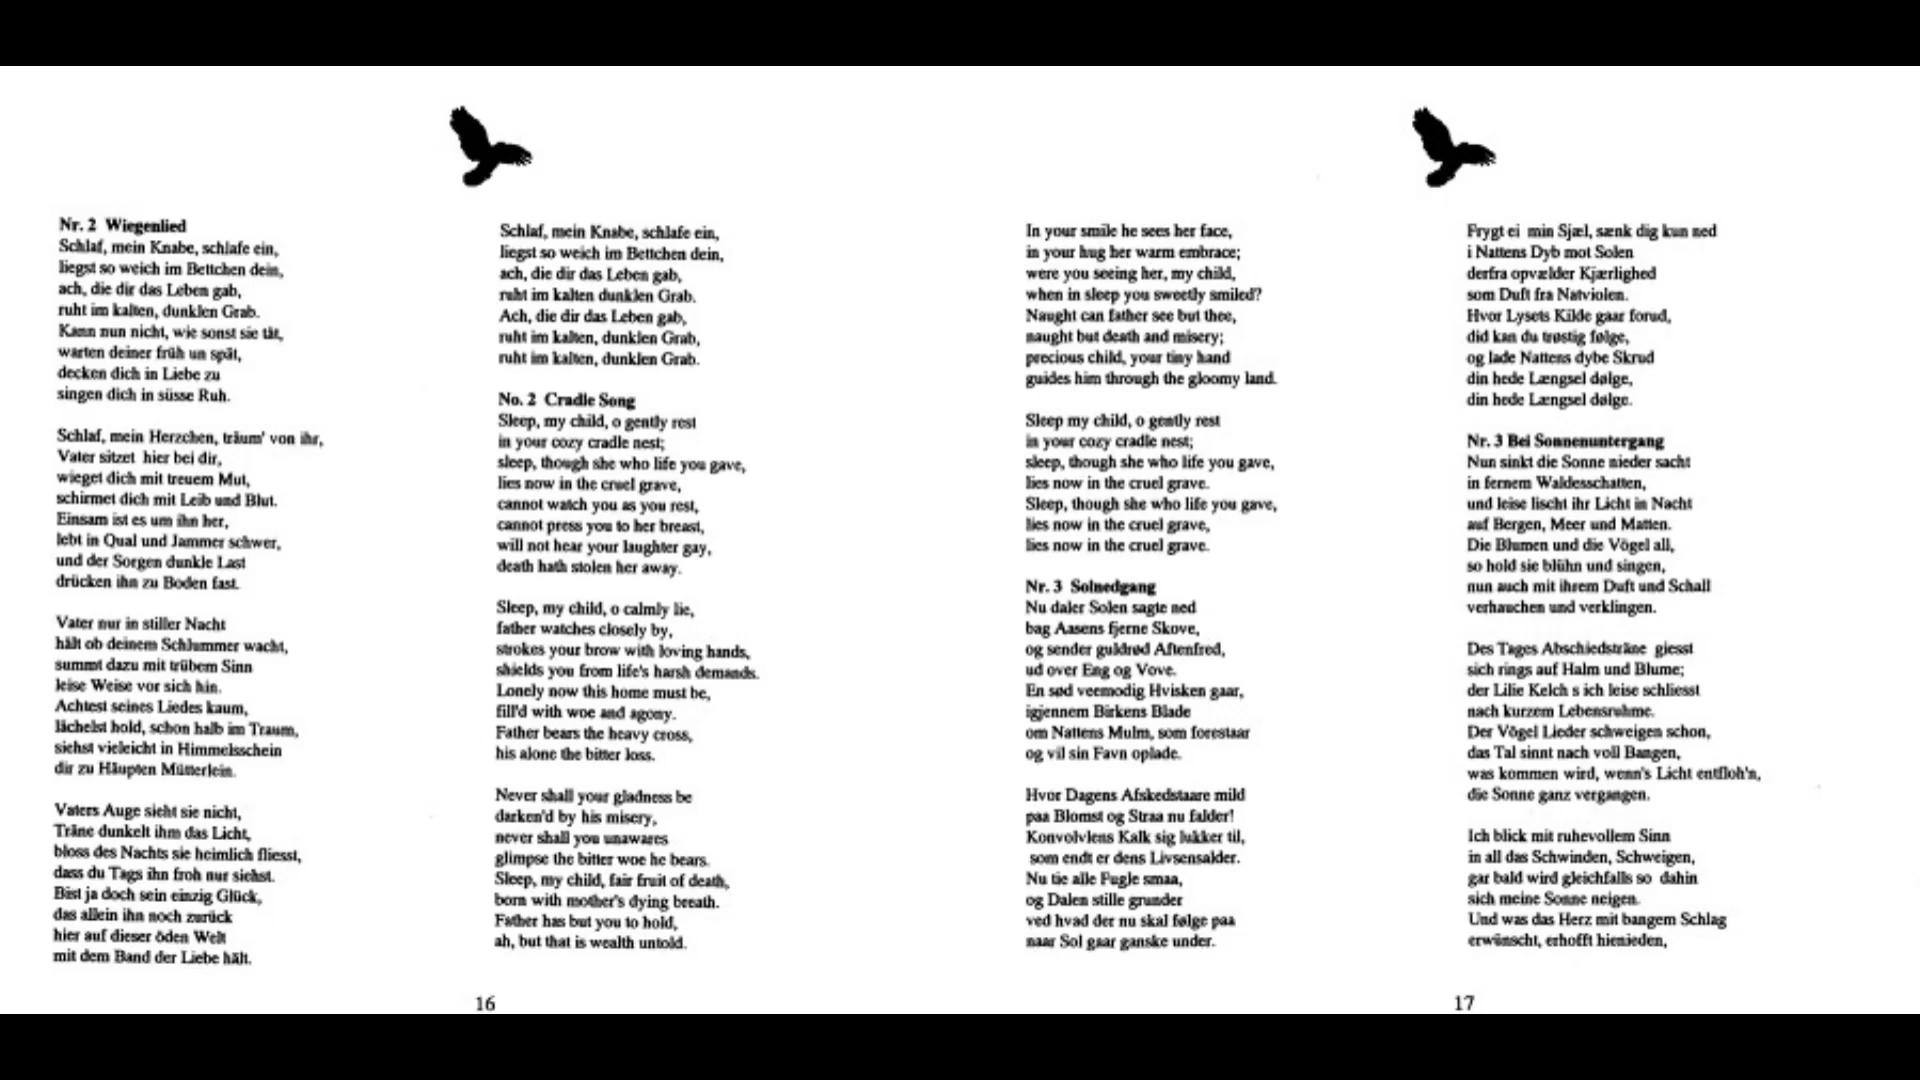 Nr. 2 Wiegenlied
Schlaf, mein Knabe, schlafe ein,
liegst so weich im Bettchen dein,
ach, die dir das Leben gab,
ruht im kalten, dunklen Grab.
Kann nun nicht, wie sonst sie tät,
warten deiner früh un spät,
decken dich in Liebe zu
singen dich in süsse Ruh.
Schlaf, mein Herzchen, träum' von ihr,
Vater sitzet hier bei dir,
wieget dich mit treuem Mut,
schirmet dich mit Leib und Blut.
Einsam ist es um ihn her,
lebt in Qual und Jammer schwer,
und der Sorgen dunkle Last
drücken ihn zu Boden fast.
Vater nur in stiller Nacht
hält ob deinem Schlummer wacht,
summt dazu mit trübem Sinn
leise Weise vor sich hin.
Achtest seines Liedes kaum,
lächelst hold, schon halb im Traum,
siehst vieleicht in Himmelsschein
dir zu Häupten Mütterlein.
Vaters Auge sieht sie nicht,
Träne dunkelt ihm das Licht,
bloss des Nachts sie heimlich fliesst,
dass du Tags ihn froh nur siehst.
Bist ja doch sein einzig Glück,
das allein ihn noch zurück
hier auf dieser öden Welt
mit dem Band der Liebe hält.
Schlaf, mein Knabe, schlafe ein,
liegst so weich im Bettchen dein,
ach, die dir das Leben gab,
ruht im kalten dunklen Grab.
Ach, die dir das Leben gab,
ruht im kalten, dunklen Grab,
ruht im kalten, dunklen Grab.
No. 2 Cradle Song
Sleep, my child, o gently rest
in your cozy cradle nest;
sleep, though she who life you gave,
lies now in the cruel grave,
cannot watch you as you rest,
cannot press you to her breast,
will not hear your laughter gay,
death hath stolen her away.
Sleep, my child, o calmly lie,
father watches closely by,
strokes your brow with loving hands,
shields you from life's harsh demands.
Lonely now this home must be,
fill'd with woe and agony.
Father bears the heavy cross,
his alone the bitter loss.
Never shall your gladness be
darken'd by his misery,
never shall you unawares
glimpse the bitter woe he bears.
Sleep, my child, fair fruit of death,
born with mother's dying breath.
Father has but you to hold,
ah, but that is wealth untold.
16
In your smile he sees her face,
in your hug her warm embrace;
were you seeing her, my child,
when in sleep you sweetly smiled?
Naught can father see but thee,
naught but death and misery;
precious child, your tiny hand
guides him through the gloomy land.
Sleep my child, o gently rest
in your cozy cradle nest;
sleep, though she who life you gave,
lies now in the cruel grave.
Sleep, though she who life you gave,
lies now in the cruel grave,
lies now in the cruel grave.
Nr. 3 Solnedgang
Nu daler Solen sagte ned
bag Aasens fjerne Skove,
og sender guldrød Aftenfred,
ud over Eng og Vove.
En sød veemodig Hvisken gaar,
igjennem Birkens Blade
om Nattens Mulm, som forestaar
og vil sin Favn oplade.
Hvor Dagens Afskedstaare mild
paa Blomst og Straa nu falder!
Konvolvlens Kalk sig lukker til,
som endt er dens Livsensalder.
Nu tie alle Fugle smaa,
og Dalen stille grunder
ved hvad der nu skal følge paa
naar Sol gaar ganske under.
Frygt ei min Sjæl, sænk dig kun ned
i Nattens Dyb mot Solen
derfra opvælder Kjærlighed
som Duft fra Natviolen.
Hvor Lysets Kilde gaar forud,
did kan du trøstig følge,
og lade Nattens dybe Skrud
din hede Længsel dølge,
din hede Længsel dølge.
Nr. 3 Bei Sonnenuntergang
Nun sinkt die Sonne nieder sacht
in fernem Waldesschatten,
und leise lischt ihr Licht in Nacht
auf Bergen, Meer und Matten.
Die Blumen und die Vögel all,
so hold sie blühn und singen,
nun auch mit ihrem Duft und Schall
verhauchen und verklingen.
Des Tages Abschiedsträne giesst
sich rings auf Halm und Blume;
der Lilie Kelch s ich leise schliesst
nach kurzem Lebensruhme.
Der Vögel Lieder schweigen schon,
das Tal sinnt nach voll Bangen,
was kommen wird, wenn's Licht entfloh'n,
die Sonne ganz vergangen.
Ich blick mit ruhevollem Sinn
in all das Schwinden, Schweigen,
gar bald wird gleichfalls so dahin
sich meine Sonne neigen.
Und was das Herz mit bangem Schlag
erwünscht, erhofft hienieden,
17